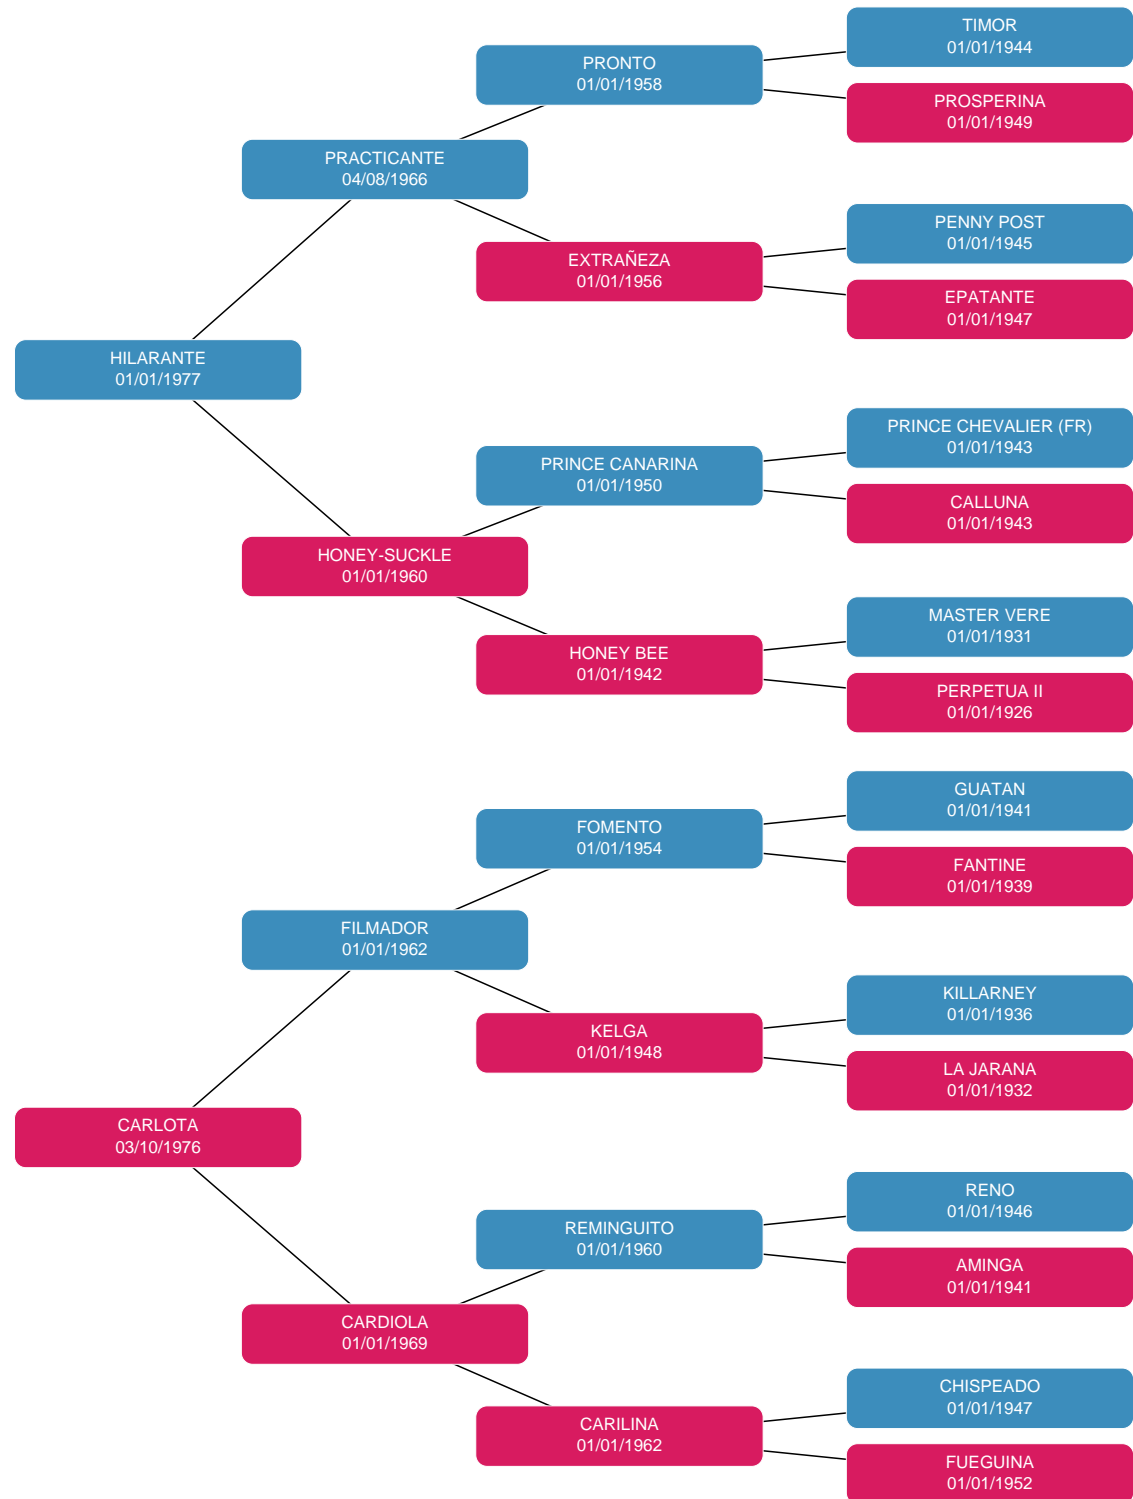 TIMOR
01/01/1944
PRONTO
01/01/1958
PROSPERINA
01/01/1949
PRACTICANTE
04/08/1966
PENNY POST
01/01/1945
EXTRAÑEZA
01/01/1956
EPATANTE
01/01/1947
HILARANTE
01/01/1977
PRINCE CHEVALIER (FR)
01/01/1943
PRINCE CANARINA
01/01/1950
CALLUNA
01/01/1943
HONEY-SUCKLE
01/01/1960
MASTER VERE
01/01/1931
HONEY BEE
01/01/1942
PERPETUA II
01/01/1926
GUATAN
01/01/1941
FOMENTO
01/01/1954
FANTINE
01/01/1939
FILMADOR
01/01/1962
KILLARNEY
01/01/1936
KELGA
01/01/1948
LA JARANA
01/01/1932
CARLOTA
03/10/1976
RENO
01/01/1946
REMINGUITO
01/01/1960
AMINGA
01/01/1941
CARDIOLA
01/01/1969
CHISPEADO
01/01/1947
CARILINA
01/01/1962
FUEGUINA
01/01/1952